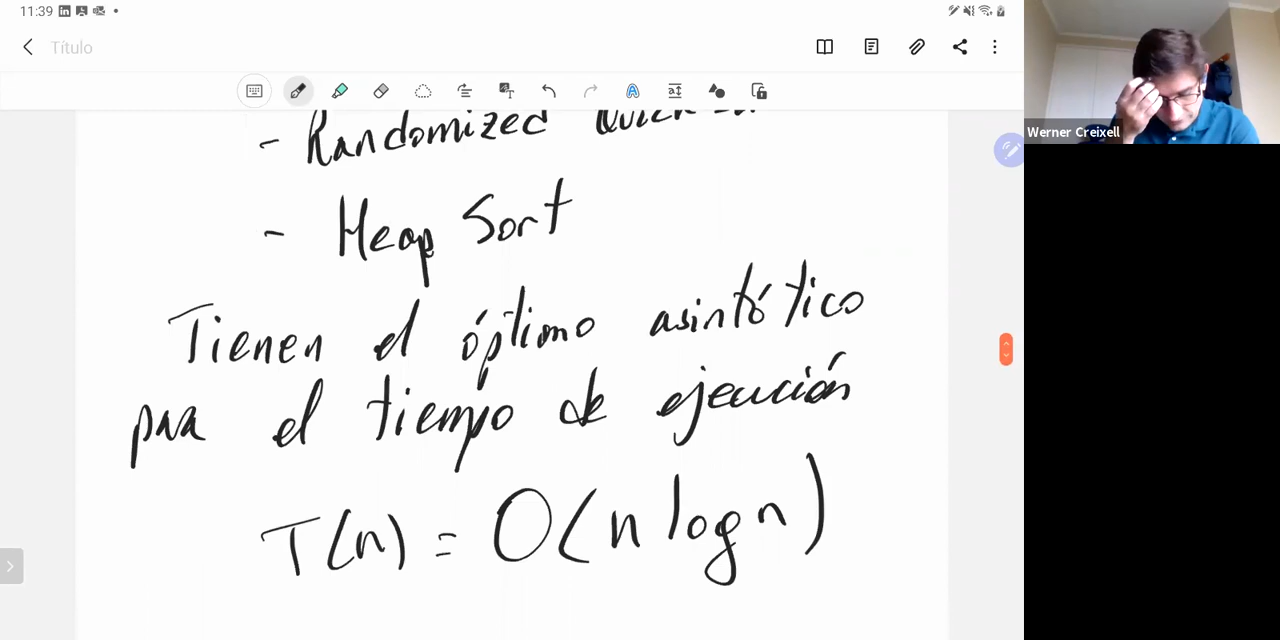 11:39
Título
- Randomized
- Heap Sort
Tienen el óptimo asintótico
para el tiempo de ejecución
T(n) = O(n log n)
Werner Creixell